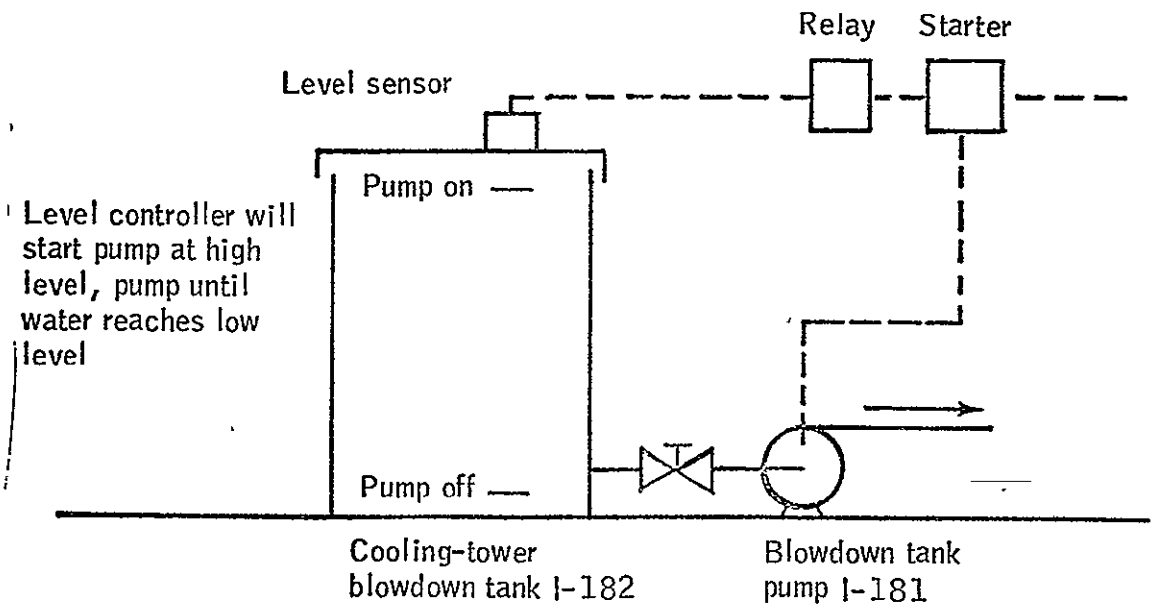 Relay
Starter
Level sensor
Pump on
Level controller will
start pump at high
level, pump until
water reaches low
level
Pump off
Cooling-tower
blowdown tank I-182
Blowdown tank
pump I-181